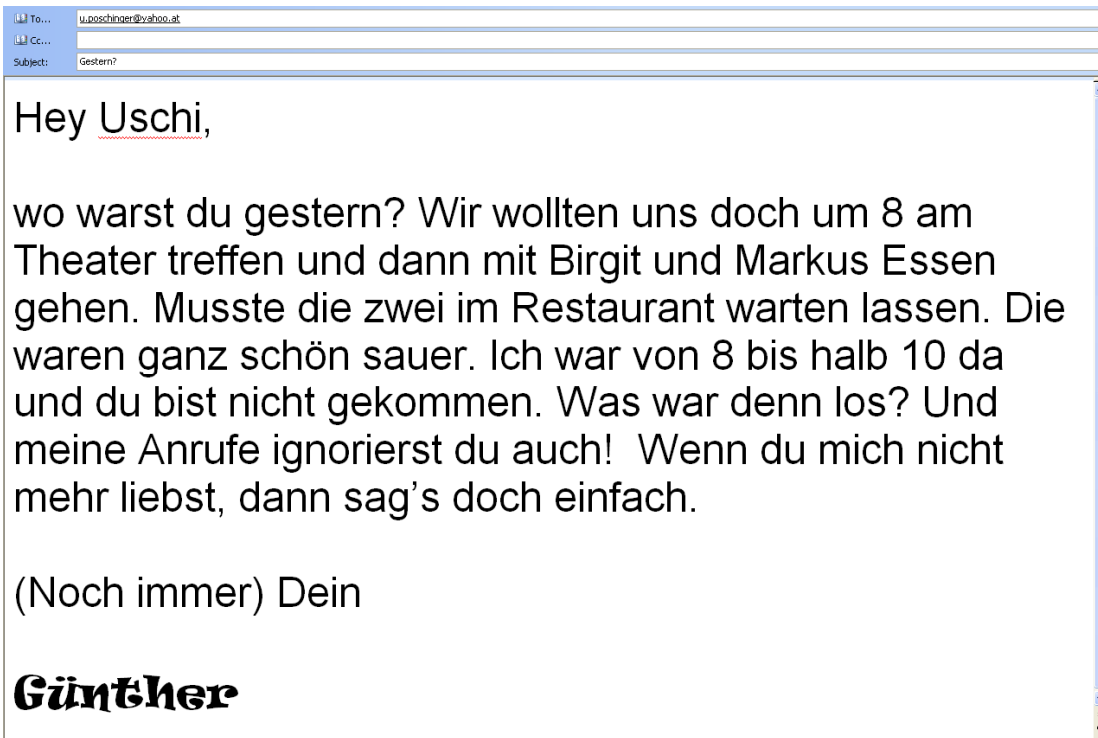 To... u.poschinger@yahoo.at
Cc...
Subject: Gestern?
Hey Uschi,
wo warst du gestern? Wir wollten uns doch um 8 am
Theater treffen und dann mit Birgit und Markus Essen
gehen. Musste die zwei im Restaurant warten lassen. Die
waren ganz schön sauer. Ich war von 8 bis halb 10 da
und du bist nicht gekommen. Was war denn los? Und
meine Anrufe ignorierst du auch!  Wenn du mich nicht
mehr liebst, dann sag’s doch einfach.
(Noch immer) Dein
Günther